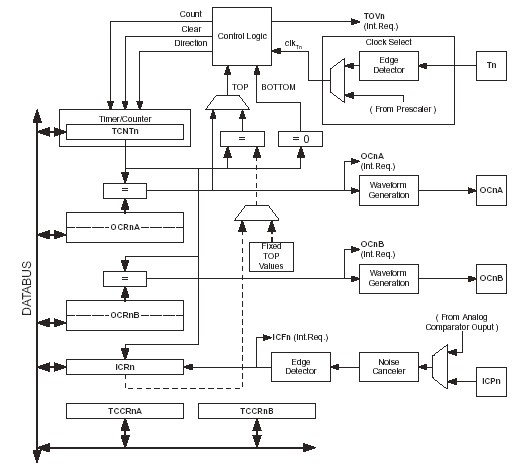 Count
Clear
Direction
Control Logic
TOVn
(Int.Req.)
clkTn
Clock Select
Edge
Detector
Tn
( From Prescaler )
TOP
BOTTOM
Timer/Counter
TCNTn
=
= 0
=
OCnA
(Int.Req.)
Waveform
Generation
OCnA
OCRnA
Fixed
TOP
Values
OCnB
(Int.Req.)
=
Waveform
Generation
OCnB
OCRnB
DATABUS
( From Analog
Comparator Ouput )
ICFn (Int.Req.)
ICRn
Edge
Detector
Noise
Canceler
ICPn
TCCRnA
TCCRnB